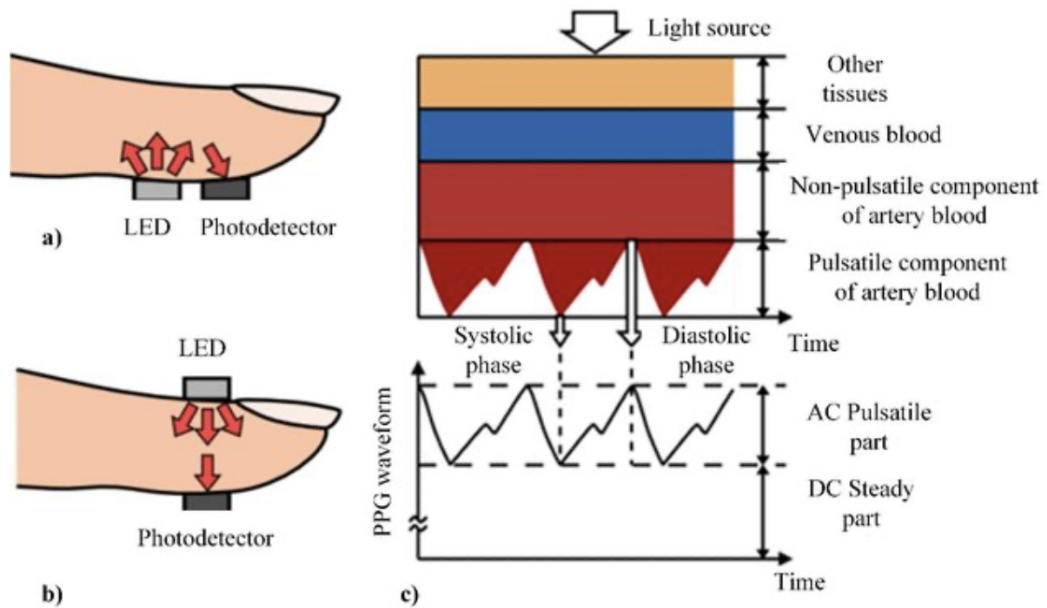 LED
Photodetector
a)
LED
Photodetector
b)
Light source
Other
tissues
Venous blood
Non-pulsatile component
of artery blood
Pulsatile component
of artery blood
Time
Systolic
phase
Diastolic
phase
PPG waveform
AC Pulsatile
part
DC Steady
part
Time
c)